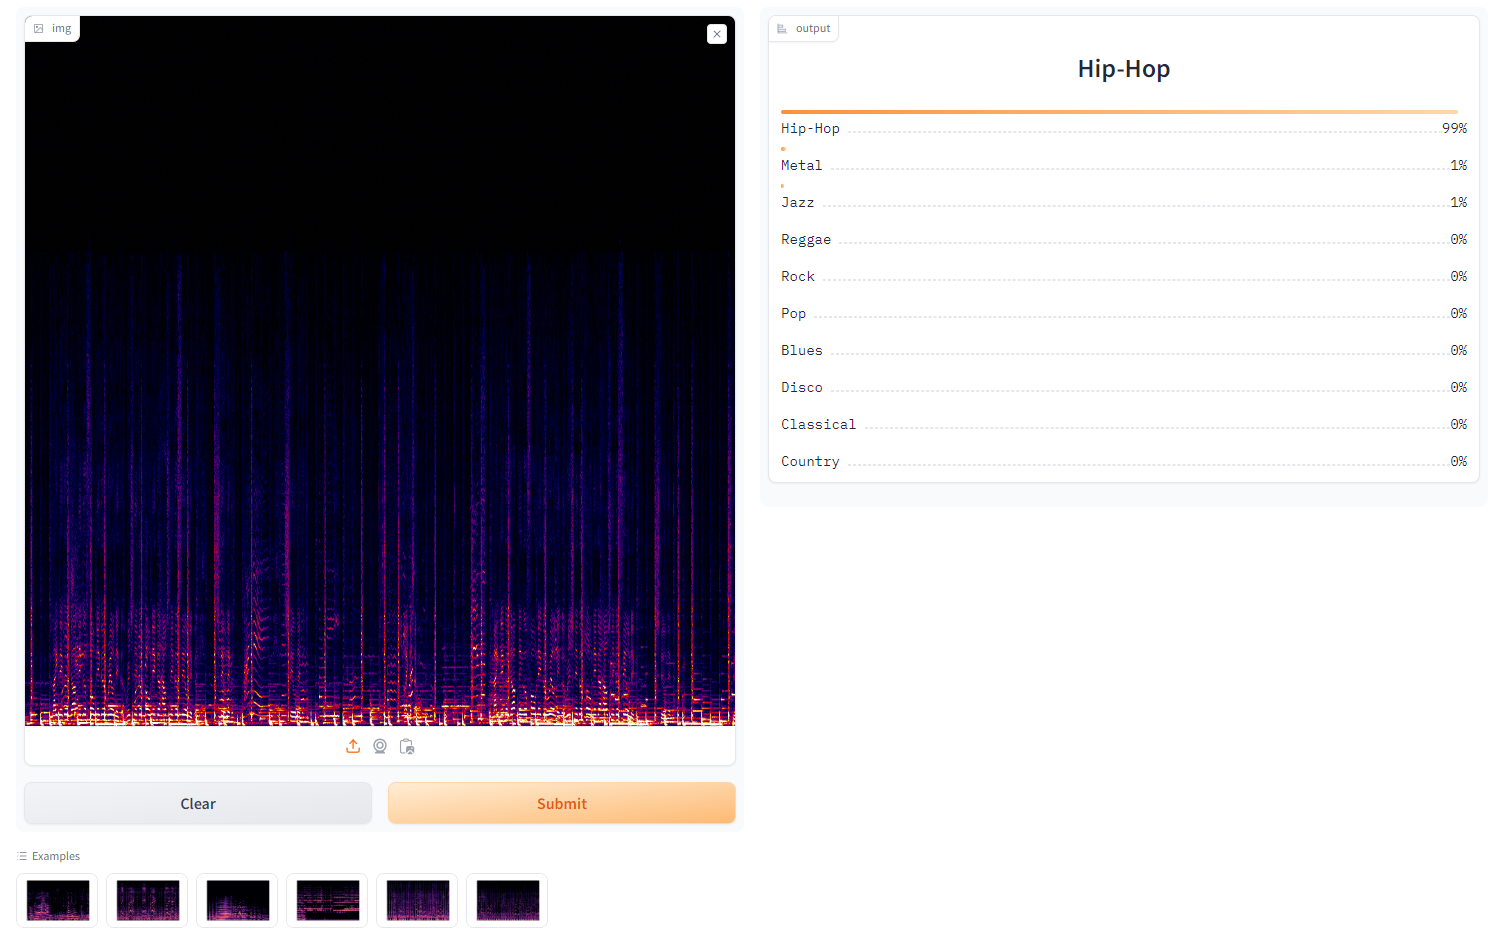 img
output
Hip-Hop
Hip-Hop 99%
Metal 1%
Jazz 1%
Reggae 0%
Rock 0%
Pop 0%
Blues 0%
Disco 0%
Classical 0%
Country 0%
Clear
Submit
Examples